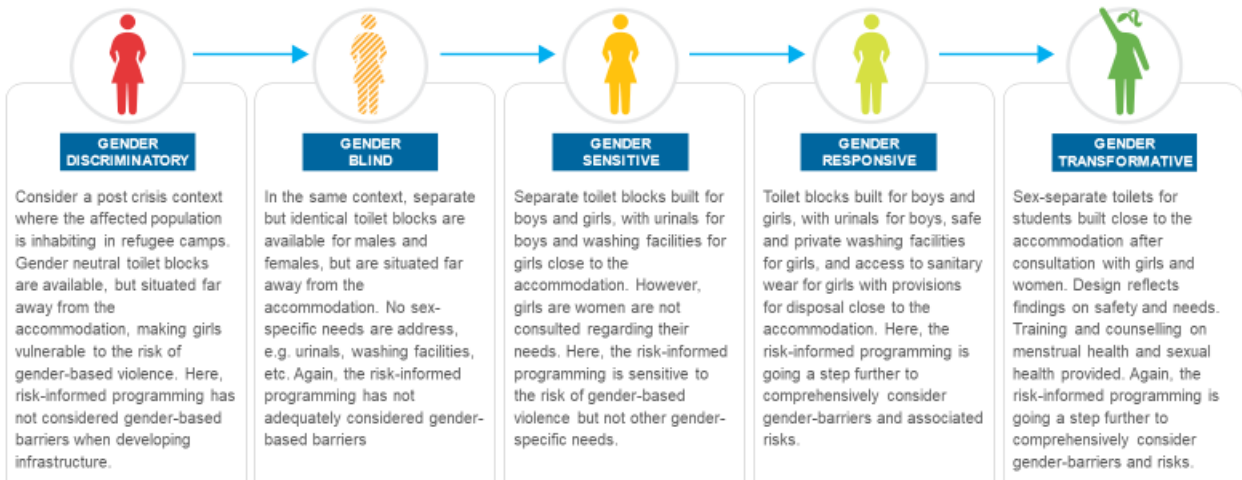 GENDER
DISCRIMINATORY
Consider a post crisis context
where the affected population
is inhabiting in refugee camps.
Gender neutral toilet blocks
are available, but situated far
away from the
accommodation, making girls
vulnerable to the risk of
gender-based violence. Here,
risk-informed programming has
not considered gender-based
barriers when developing
infrastructure.
GENDER
BLIND
In the same context, separate
but identical toilet blocks are
available for males and
females, but are situated far
away from the
accommodation. No sex-
specific needs are address,
e.g. urinals, washing facilities,
etc. Again, the risk-informed
programming has not
adequately considered gender-
based barriers
GENDER
SENSITIVE
Separate toilet blocks built for
boys and girls, with urinals for
boys and washing facilities for
girls close to the
accommodation. However,
girls are women are not
consulted regarding their
needs. Here, the risk-informed
programming is sensitive to
the risk of gender-based
violence but not other gender-
specific needs.
GENDER
RESPONSIVE
Toilet blocks built for boys and
girls, with urinals for boys, safe
and private washing facilities
for girls, and access to sanitary
wear for girls with provisions
for disposal close to the
accommodation. Here, the
risk-informed programming is
going a step further to
comprehensively consider
gender-barriers and associated
risks.
GENDER
TRANSFORMATIVE
Sex-separate toilets for
students built close to the
accommodation after
consultation with girls and
women. Design reflects
findings on safety and needs.
Training and counselling on
menstrual health and sexual
health provided. Again, the
risk-informed programming is
going a step further to
comprehensively consider
gender-barriers and risks.